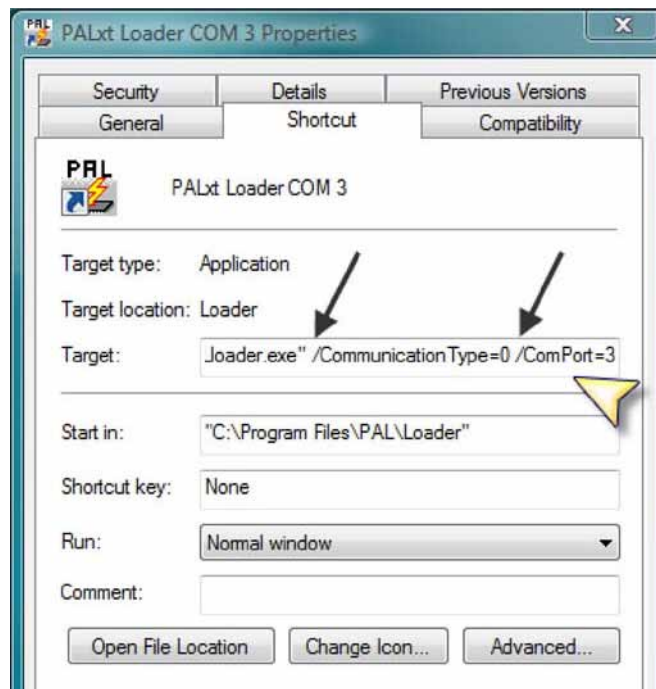 PAL
PALxt Loader COM 3 Properties
X
Security Details Previous Versions
General Shortcut Compatibility
PAL
PALxt Loader COM 3
Target type: Application
Target location: Loader
Target: Loader.exe" /CommunicationType=0 /ComPort=3
Start in: "C:\Program Files\PAL\Loader"
Shortcut key: None
Run: Normal window
Comment:
Open File Location Change Icon... Advanced...